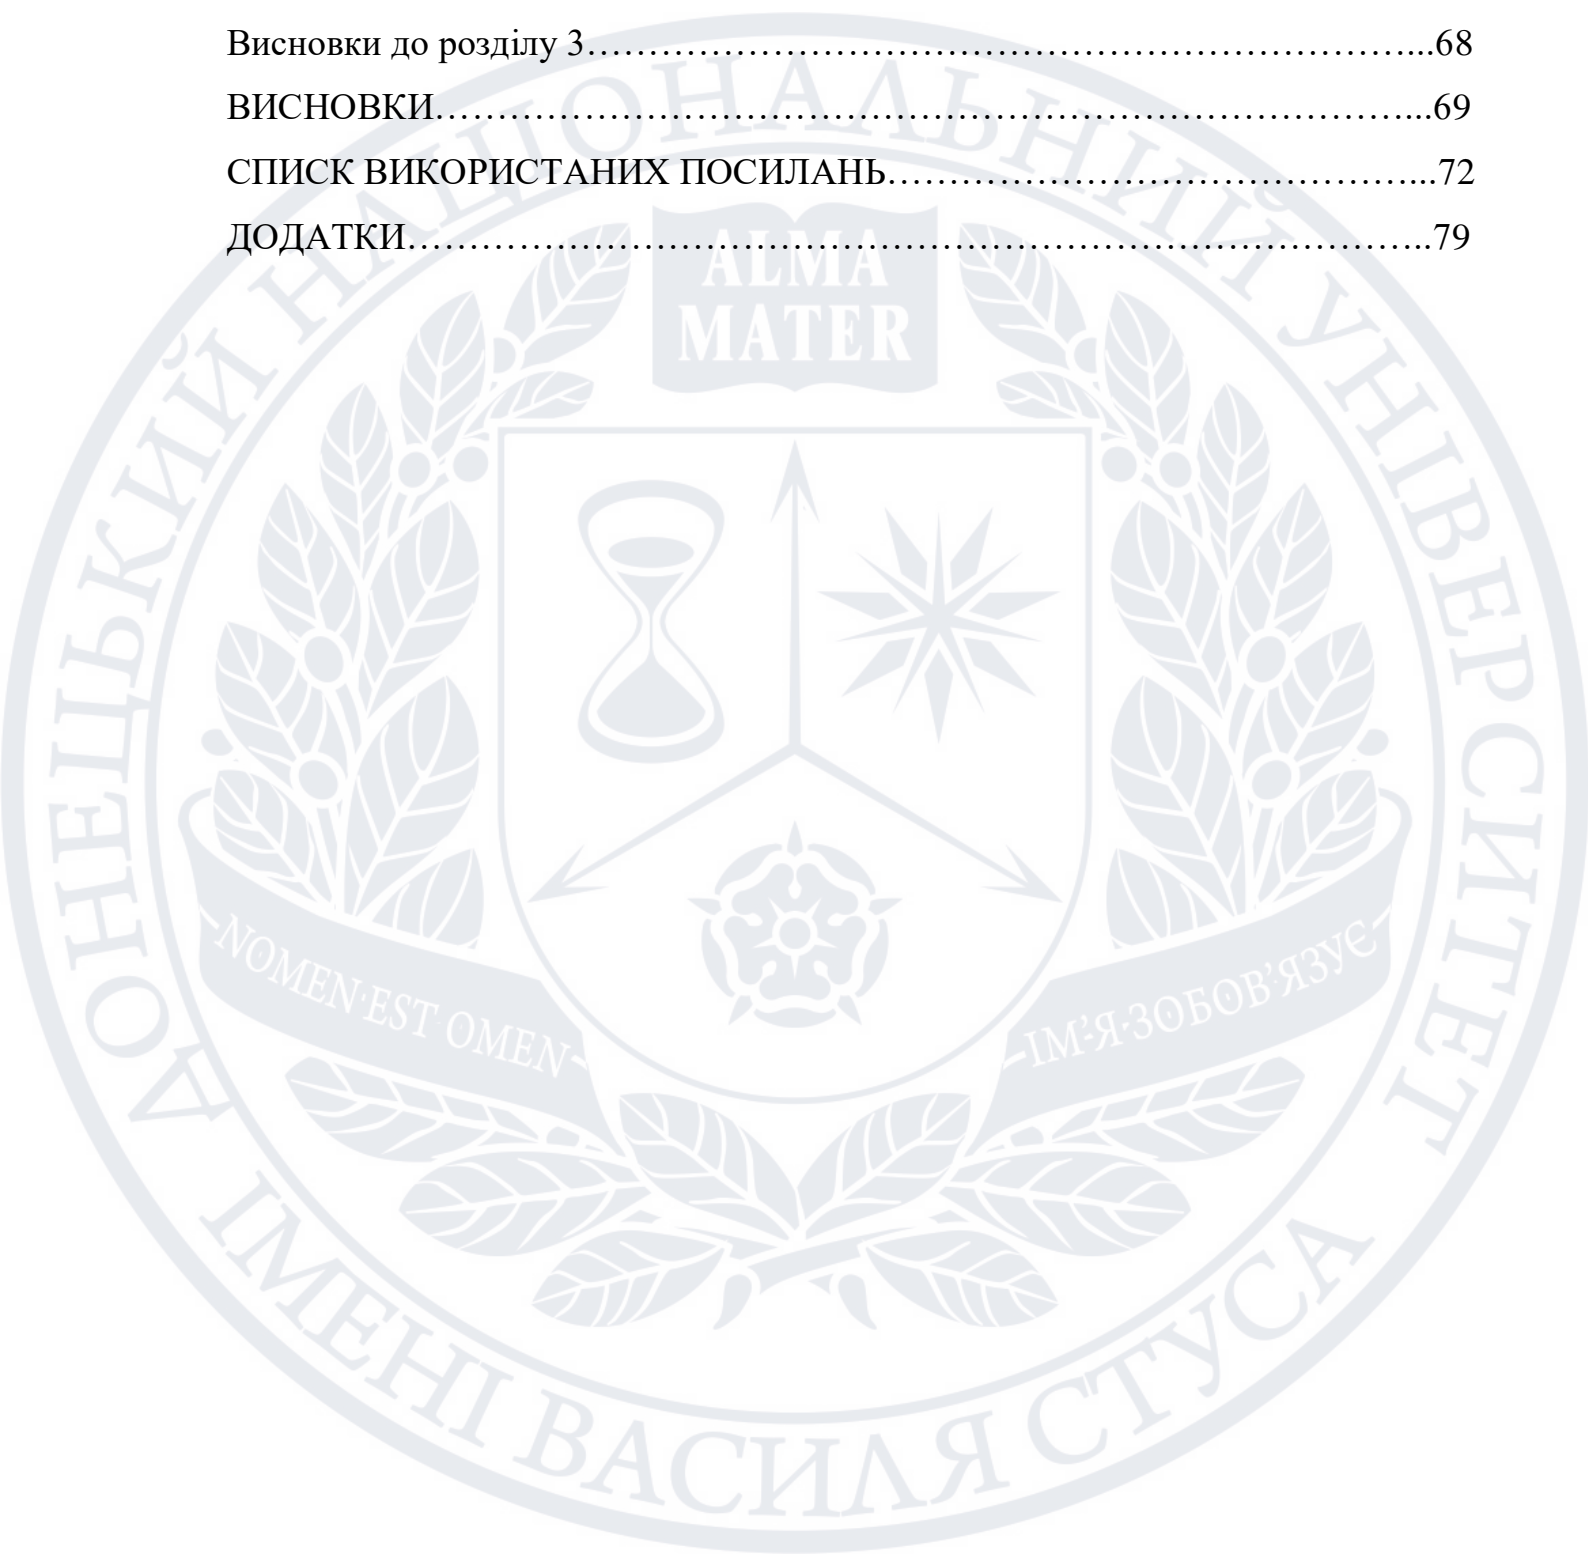 Висновки до розділу 3……………………………………………………………...68
ВИСНОВКИ…………………………………………………………………………...69
СПИСК ВИКОРИСТАНИХ ПОСИЛАНЬ……………………………………...72
ДОДАТКИ……………………………………………………………………………..79
ДОНЕЦЬКИЙ НАЦІОНАЛЬНИЙ УНІВЕРСИТЕТ
ІМЕНІ ВАСИЛЯ СТУСА
ALMA
MATER
NOMEN·EST OMEN
ІМ'Я·ЗОБОВ'ЯЗУЄ